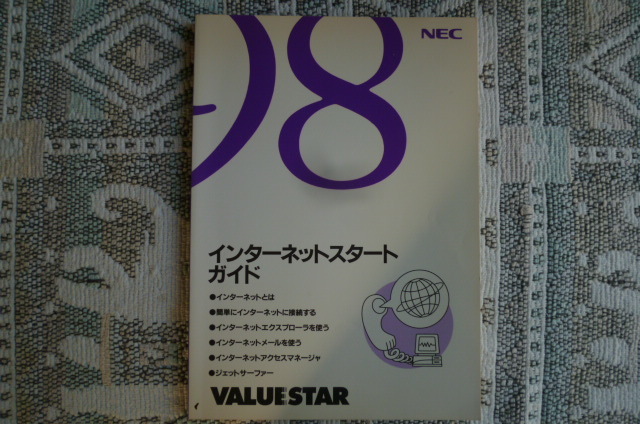 NEC
98
インターネットスタート
ガイド
●インターネットとは
●簡単にインターネットに接続する
●インターネットエクスプローラを使う
●インターネットメールを使う
●インターネットアクセスマネージャ
●ジェットサーファー
VALUESTAR